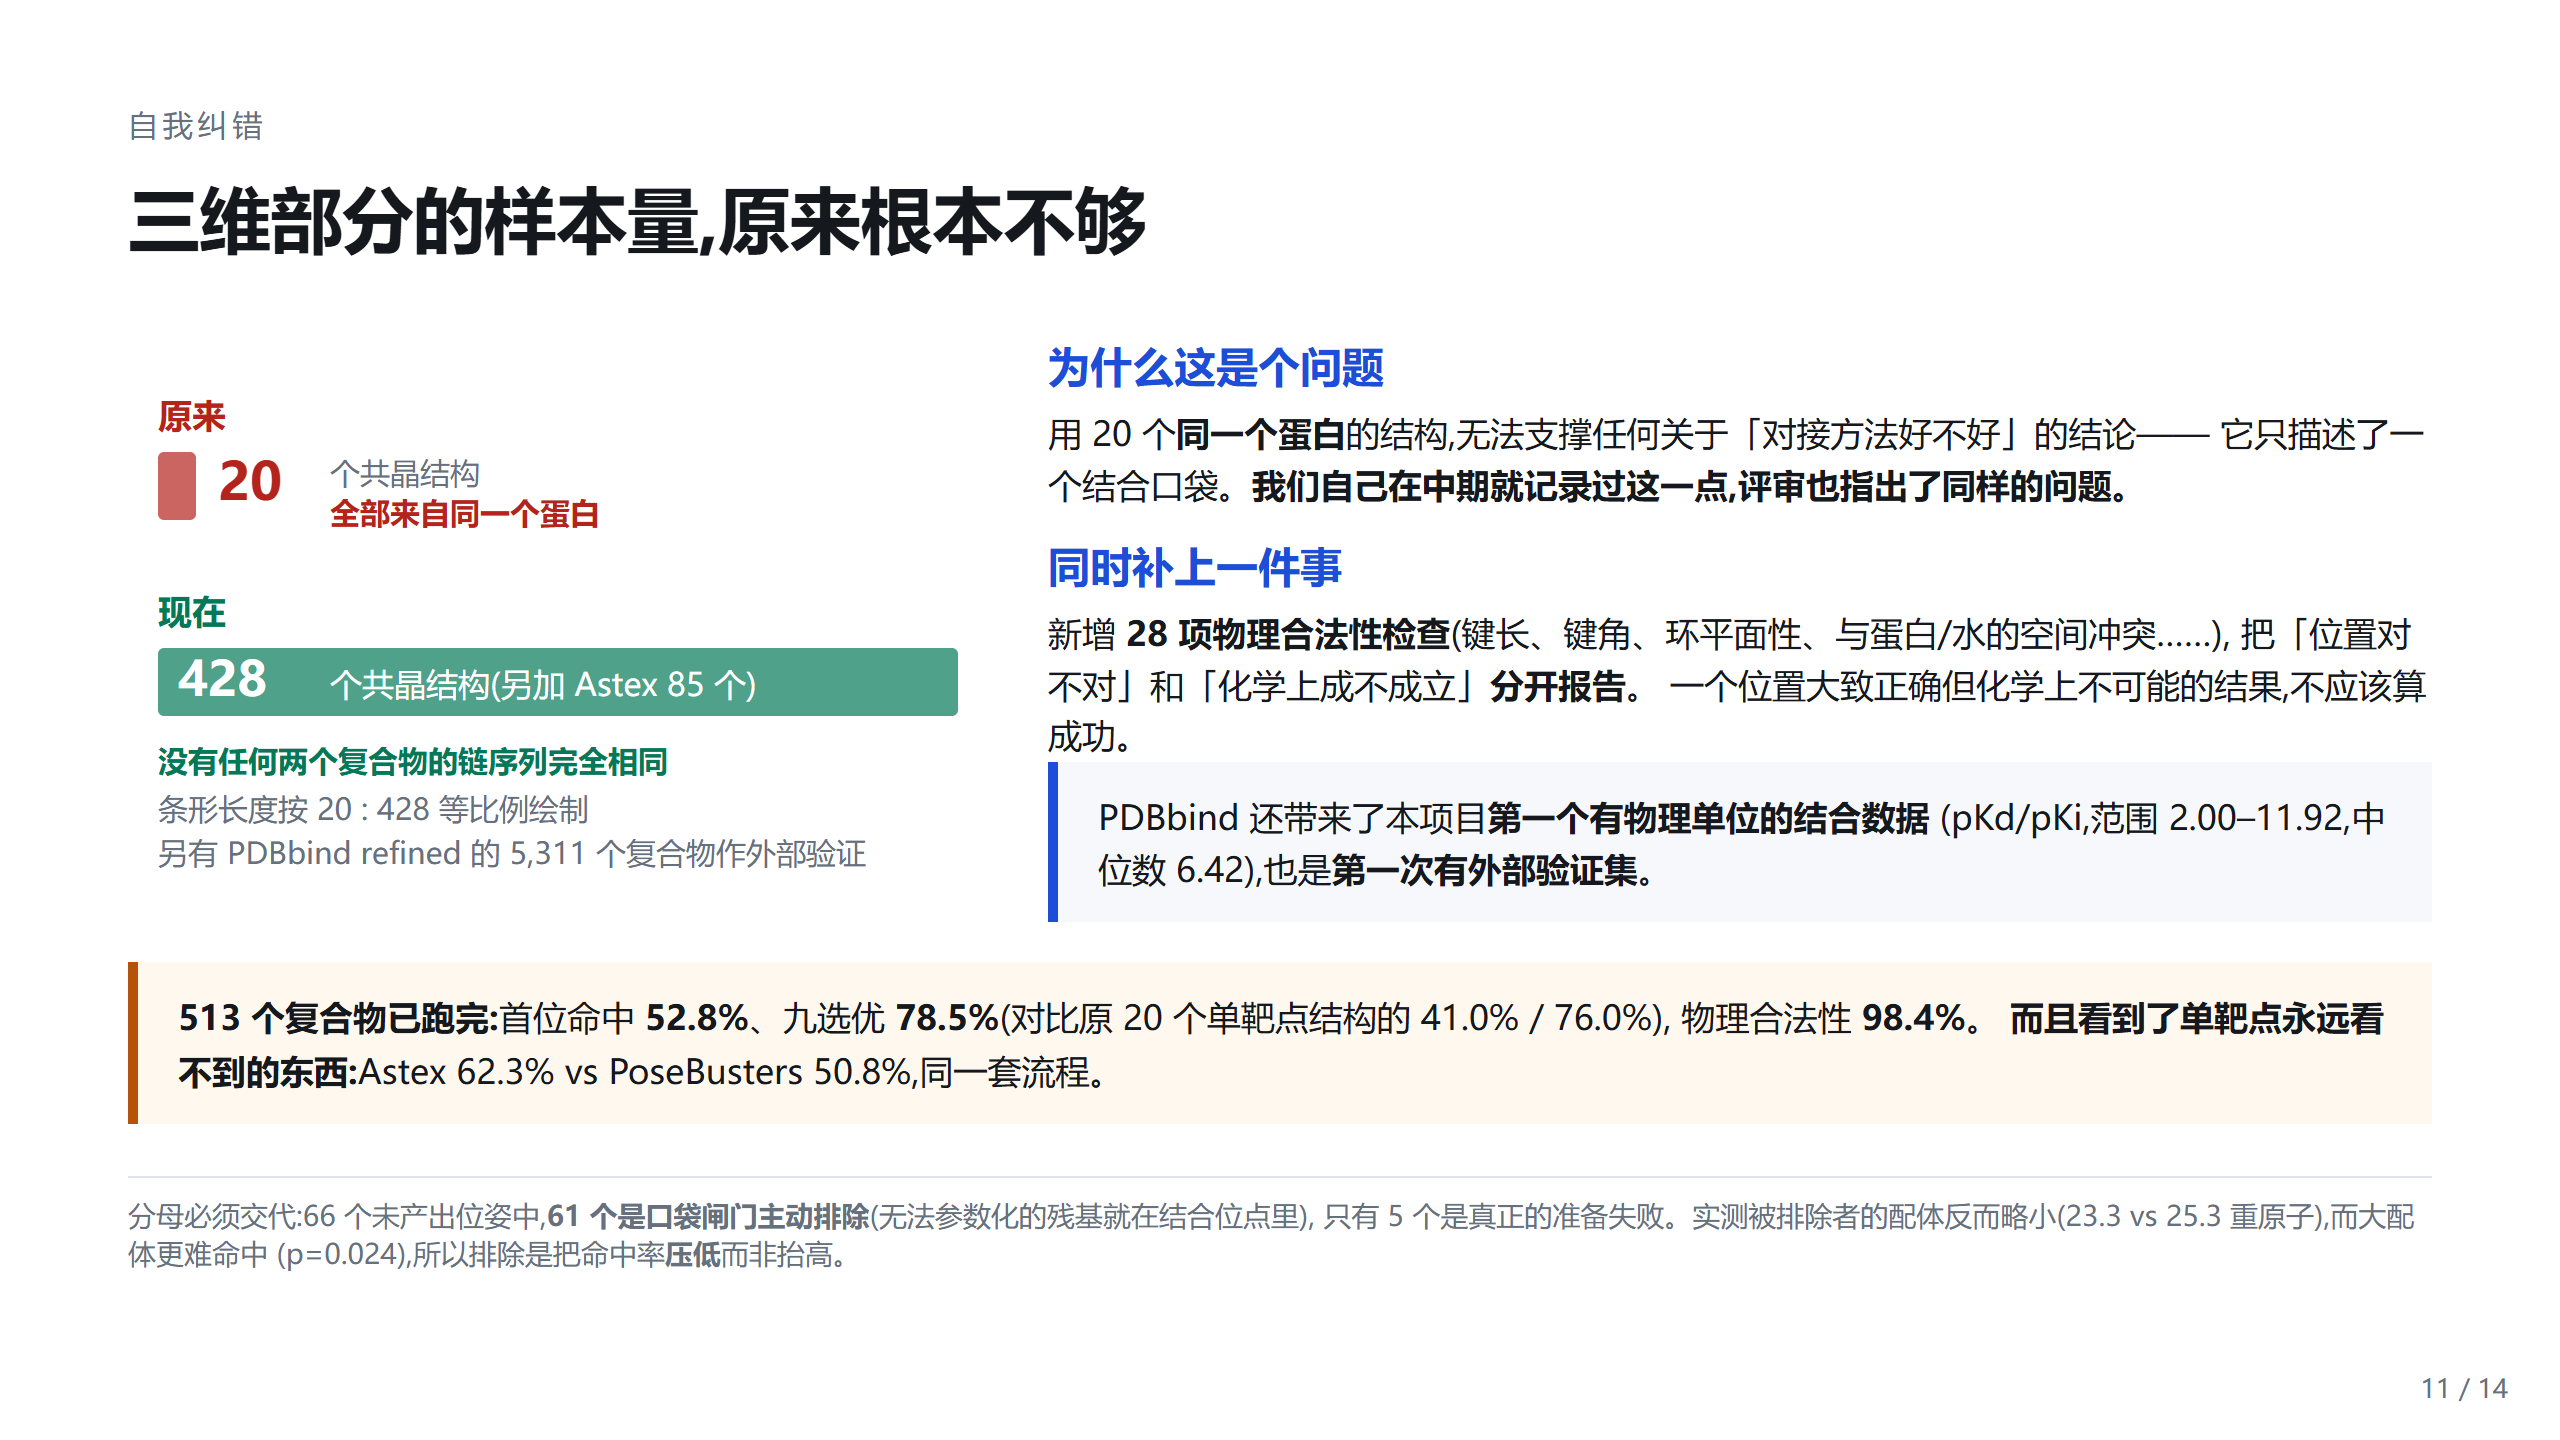 自我纠错
三维部分的样本量,原来根本不够
原来
20
个共晶结构
全部来自同一个蛋白
现在
428 个共晶结构(另加 Astex 85 个)
没有任何两个复合物的链序列完全相同
条形长度按 20 : 428 等比例绘制
另有 PDBbind refined 的 5,311 个复合物作外部验证
为什么这是个问题
用 20 个同一个蛋白的结构,无法支撑任何关于「对接方法好不好」的结论—— 它只描述了一
个结合口袋。我们自己在中期就记录过这一点,评审也指出了同样的问题。
同时补上一件事
新增 28 项物理合法性检查(键长、键角、环平面性、与蛋白/水的空间冲突……), 把「位置对
不对」和「化学上成不成立」分开报告。 一个位置大致正确但化学上不可能的结果,不应该算
成功。
PDBbind 还带来了本项目第一个有物理单位的结合数据 (pKd/pKi,范围 2.00–11.92,中
位数 6.42),也是第一次有外部验证集。
513 个复合物已跑完:首位命中 52.8%、九选优 78.5%(对比原 20 个单靶点结构的 41.0% / 76.0%), 物理合法性 98.4%。 而且看到了单靶点永远看
不到的东西:Astex 62.3% vs PoseBusters 50.8%,同一套流程。
分母必须交代:66 个未产出位姿中,61 个是口袋闸门主动排除(无法参数化的残基就在结合位点里), 只有 5 个是真正的准备失败。实测被排除者的配体反而略小(23.3 vs 25.3 重原子),而大配
体更难命中 (p=0.024),所以排除是把命中率压低而非抬高。
11 / 14